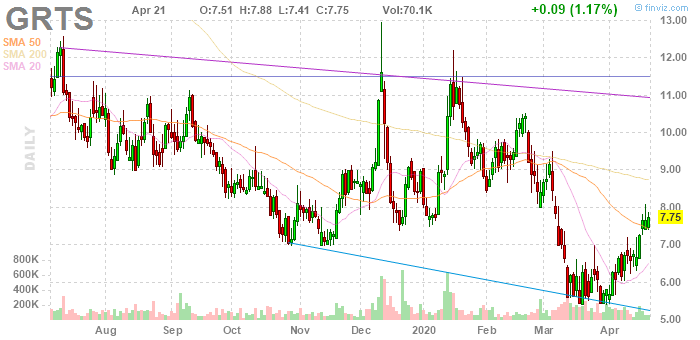 GRTS Apr 21 O:7.51 H:7.88 L:7.41 C:7.75 Vol:70.1K +0.09 (1.17%)
© finviz.com
SMA 50
SMA 200
SMA 20
DAILY
13.00
12.00
11.00
10.00
9.00
8.00
7.75
7.00
6.00
5.00
800K
600K
400K
200K
Aug Sep Oct Nov Dec 2020 Feb Mar Apr